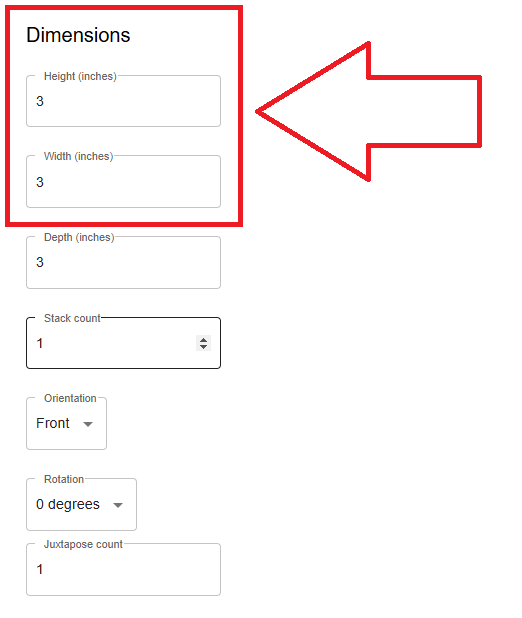 Dimensions
Height (inches)
3
Width (inches)
3
Depth (inches)
3
Stack count
1
Orientation
Front
Rotation
0 degrees
Juxtapose count
1